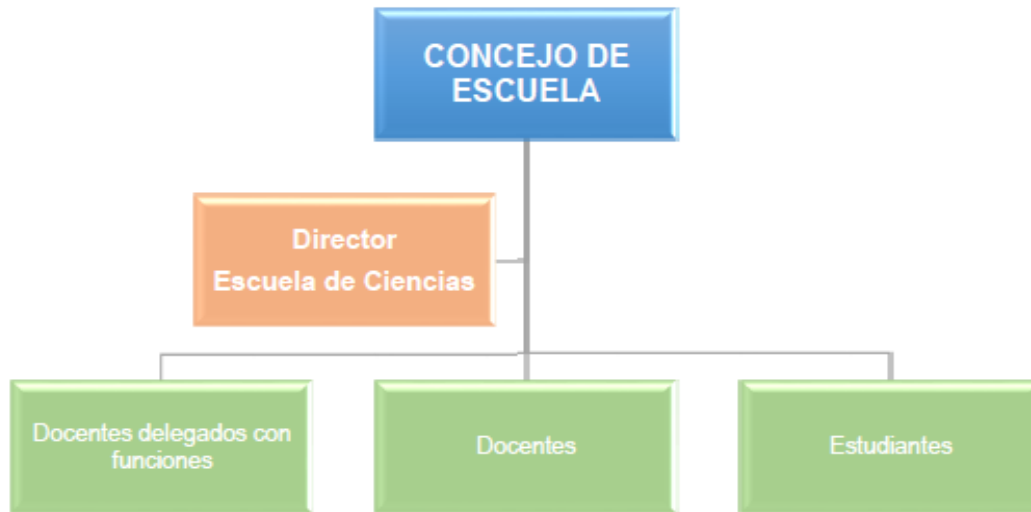 CONCEJO DE
ESCUELA
Director
Escuela de Ciencias
Docentes delegados con
funciones
Docentes
Estudiantes